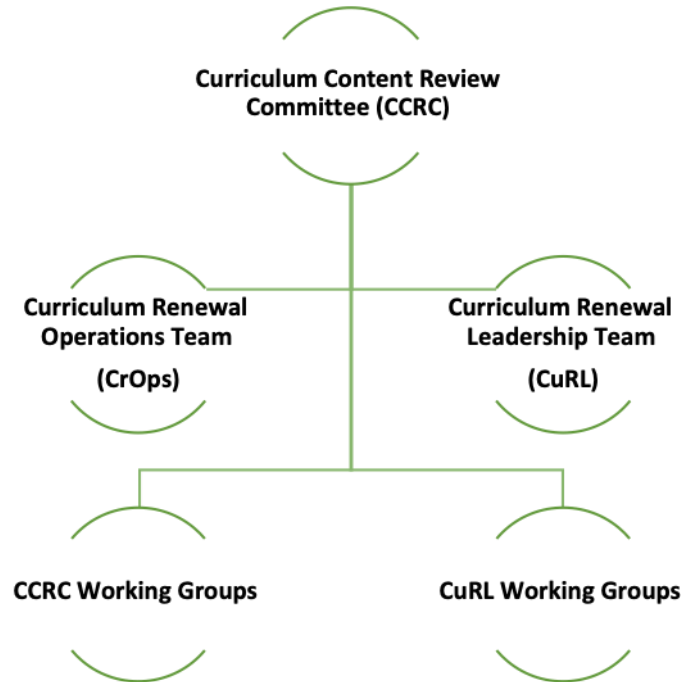 Curriculum Content Review
Committee (CCRC)
Curriculum Renewal
Operations Team
(CrOps)
Curriculum Renewal
Leadership Team
(CuRL)
CCRC Working Groups
CuRL Working Groups